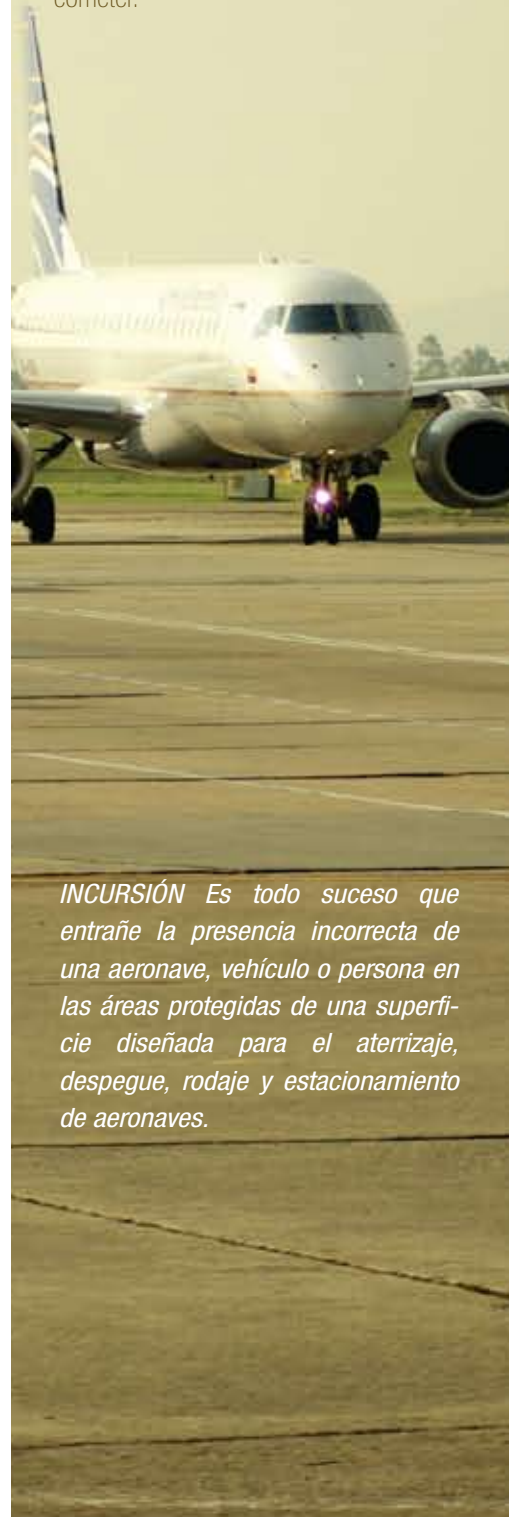 cometer.
INCURSIÓN Es todo suceso que
entrañe la presencia incorrecta de
una aeronave, vehículo o persona en
las áreas protegidas de una superfi-
cie diseñada para el aterrizaje,
despegue, rodaje y estacionamiento
de aeronaves.